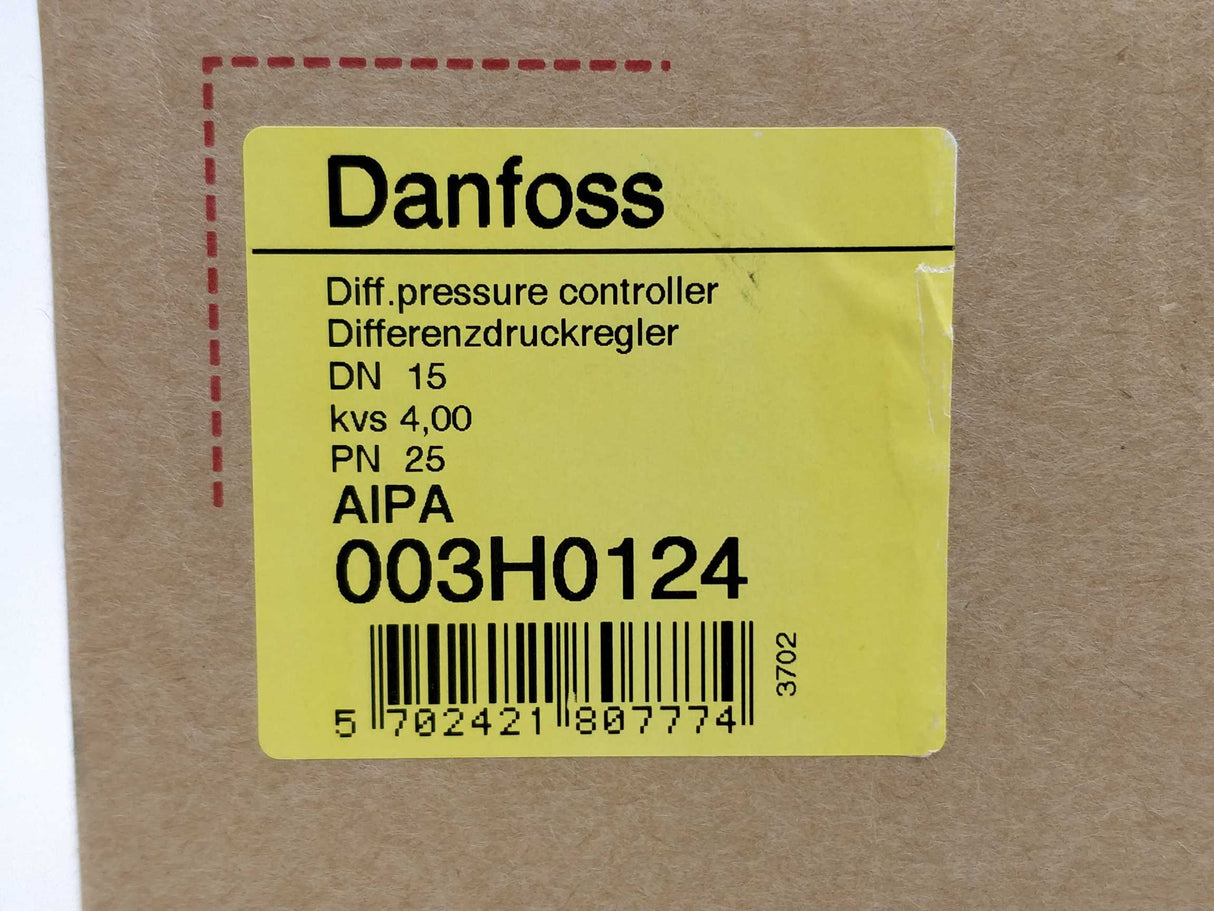 Danfoss
Diff.pressure controller
Differenzdruckregler
DN 15
kvs 4,00
PN 25
AIPA
003H0124
3702
5 702421 807774